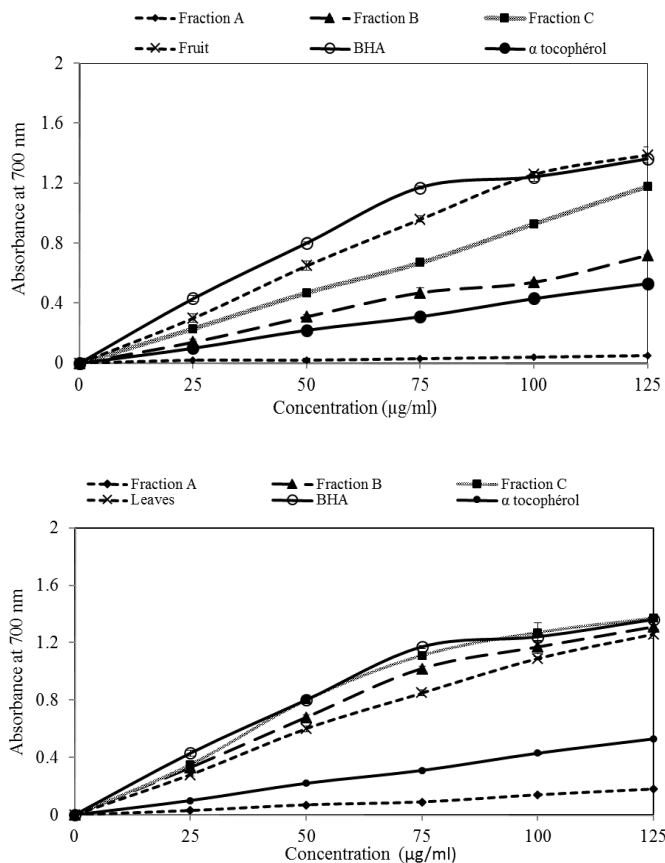 Fraction A Fraction B Fraction C
Fruit BHA α tocophérol
2
1.6
1.2
0.8
0.4
0
Absorbance at 700 nm
0 25 50 75 100 125
Concentration (µg/ml)
Fraction A Fraction B Fraction C
Leaves BHA α tocophérol
2
1.6
1.2
0.8
0.4
0
Absorbance at 700 nm
0 25 50 75 100 125
Concentration (µg/ml)